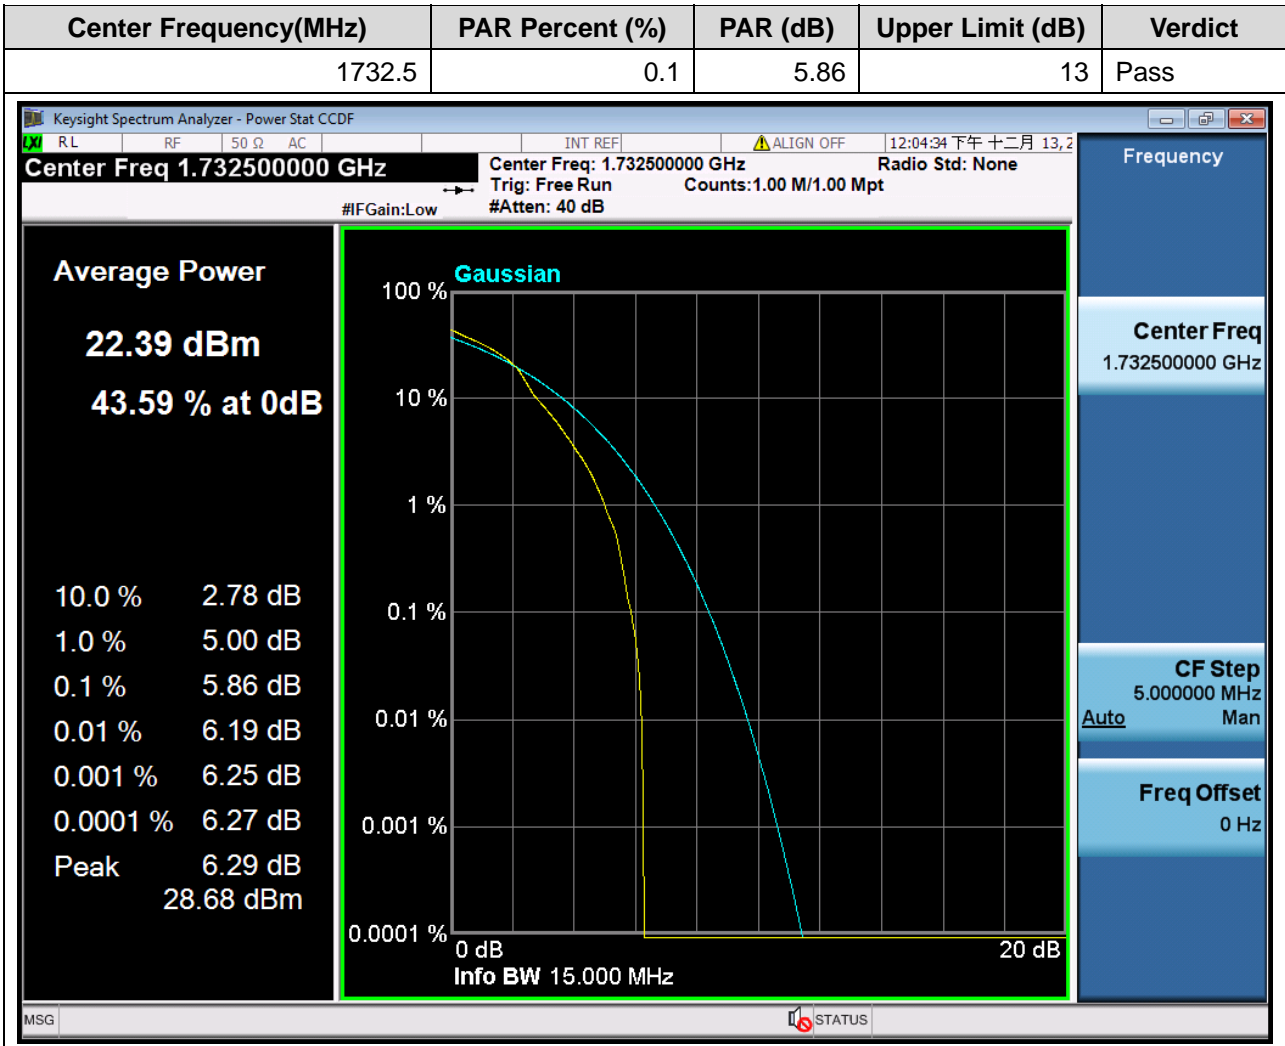 Center Frequency(MHz) PAR Percent (%) PAR (dB) Upper Limit (dB) Verdict
1732.5 0.1 5.86 13 Pass
Keysight Spectrum Analyzer - Power Stat CCDF
LXI RL RF 50 Ω AC INT REF ALIGN OFF 12:04:34 下午 十二月 13, 2
Center Freq 1.732500000 GHz
Center Freq: 1.732500000 GHz Radio Std: None
Trig: Free Run Counts:1.00 M/1.00 Mpt
#IFGain:Low #Atten: 40 dB
Average Power
22.39 dBm
43.59 % at 0dB
10.0 % 2.78 dB
1.0 % 5.00 dB
0.1 % 5.86 dB
0.01 % 6.19 dB
0.001 % 6.25 dB
0.0001 % 6.27 dB
Peak 6.29 dB
28.68 dBm
Gaussian
100 %
10 %
1 %
0.1 %
0.01 %
0.001 %
0.0001 %
0 dB 20 dB
Info BW 15.000 MHz
Frequency
Center Freq
1.732500000 GHz
CF Step
5.000000 MHz
Auto Man
Freq Offset
0 Hz
MSG STATUS